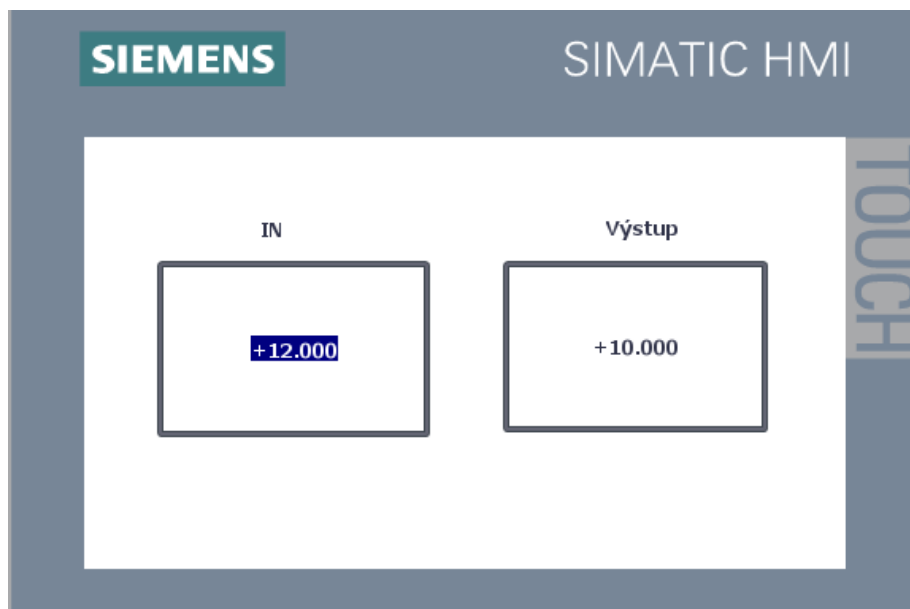 SIEMENS
SIMATIC HMI
TOUCH
IN
Výstup
+12.000
+10.000